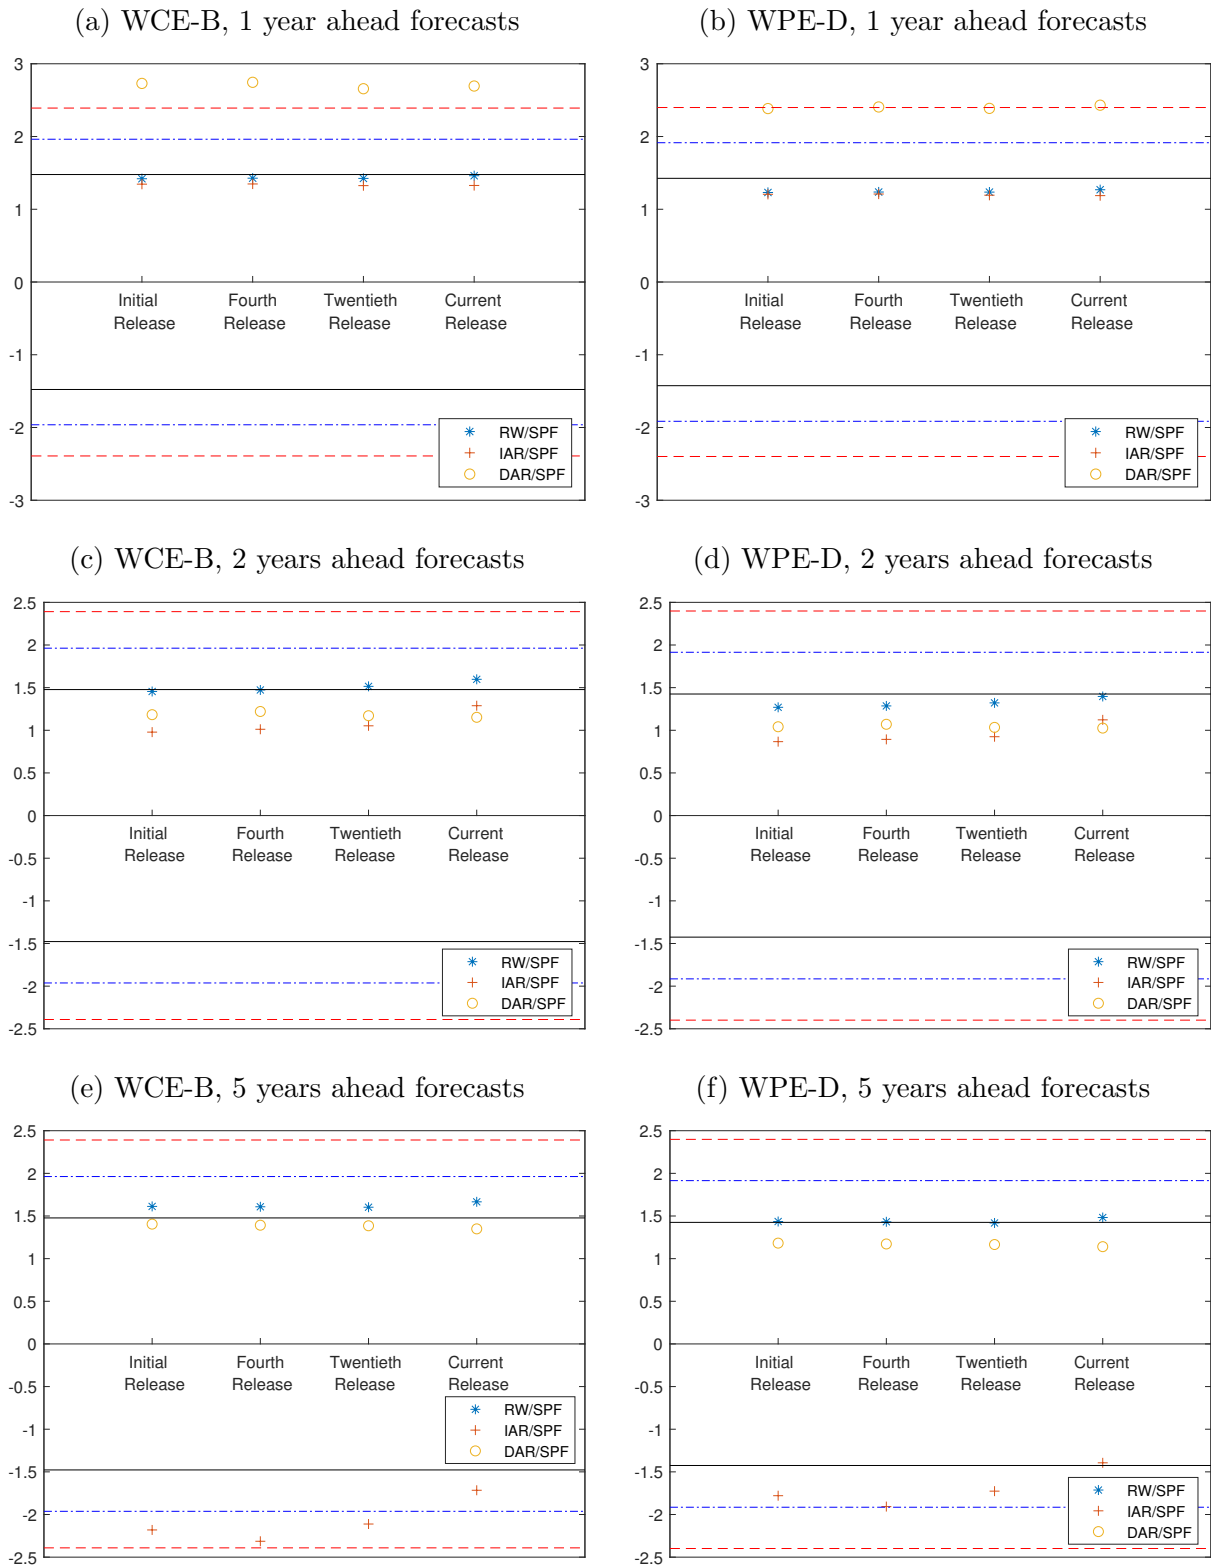 (a) WCE-B, 1 year ahead forecasts
3
2
1
0
-1
-2
-3
Initial
Release
Fourth
Release
Twentieth
Release
Current
Release
RW/SPF
IAR/SPF
DAR/SPF
(b) WPE-D, 1 year ahead forecasts
3
2
1
0
-1
-2
-3
Initial
Release
Fourth
Release
Twentieth
Release
Current
Release
RW/SPF
IAR/SPF
DAR/SPF
(c) WCE-B, 2 years ahead forecasts
2.5
2
1.5
1
0.5
0
-0.5
-1
-1.5
-2
-2.5
Initial
Release
Fourth
Release
Twentieth
Release
Current
Release
RW/SPF
IAR/SPF
DAR/SPF
(d) WPE-D, 2 years ahead forecasts
2.5
2
1.5
1
0.5
0
-0.5
-1
-1.5
-2
-2.5
Initial
Release
Fourth
Release
Twentieth
Release
Current
Release
RW/SPF
IAR/SPF
DAR/SPF
(e) WCE-B, 5 years ahead forecasts
2.5
2
1.5
1
0.5
0
-0.5
-1
-1.5
-2
-2.5
Initial
Release
Fourth
Release
Twentieth
Release
Current
Release
RW/SPF
IAR/SPF
DAR/SPF
(f) WPE-D, 5 years ahead forecasts
2.5
2
1.5
1
0.5
0
-0.5
-1
-1.5
-2
-2.5
Initial
Release
Fourth
Release
Twentieth
Release
Current
Release
RW/SPF
IAR/SPF
DAR/SPF